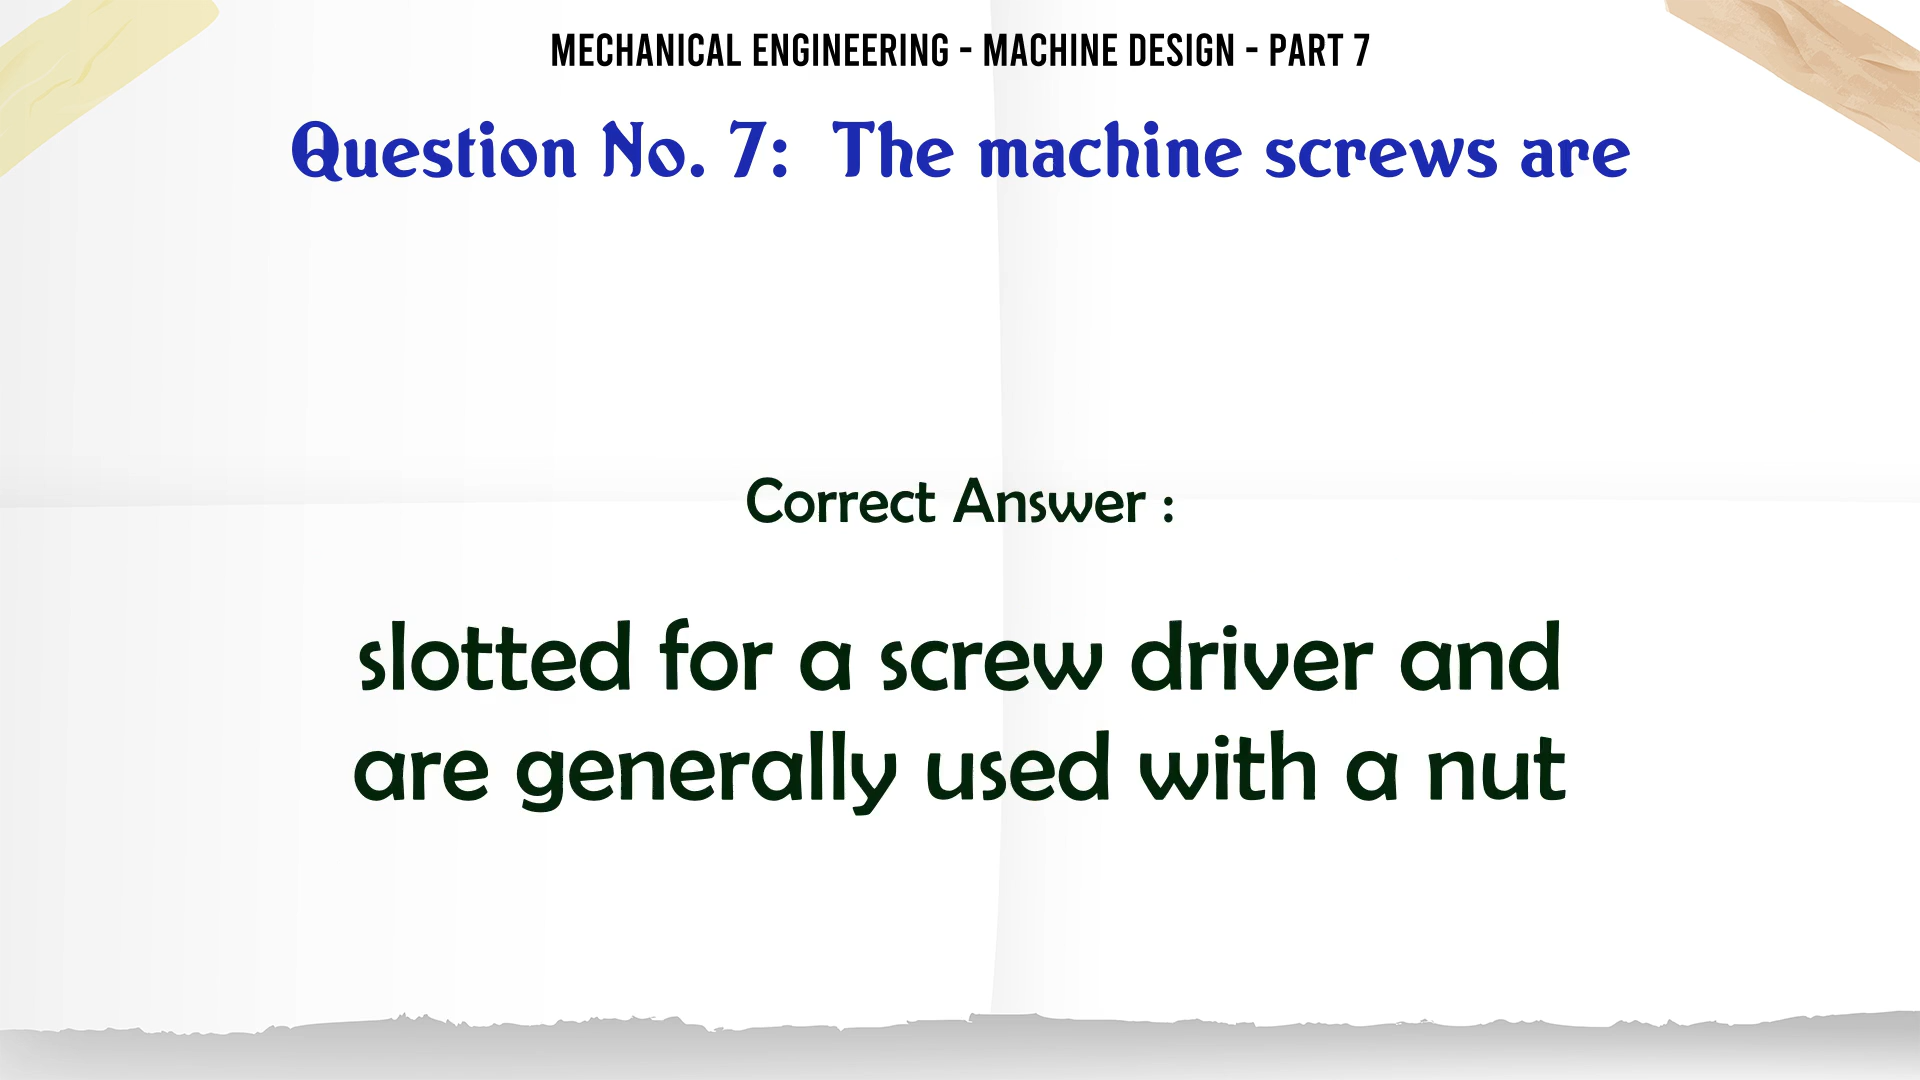 MECHANICAL ENGINEERING - MACHINE DESIGN - PART 7
Question No. 7: The machine screws are
Correct Answer :
slotted for a screw driver and
are generally used with a nut